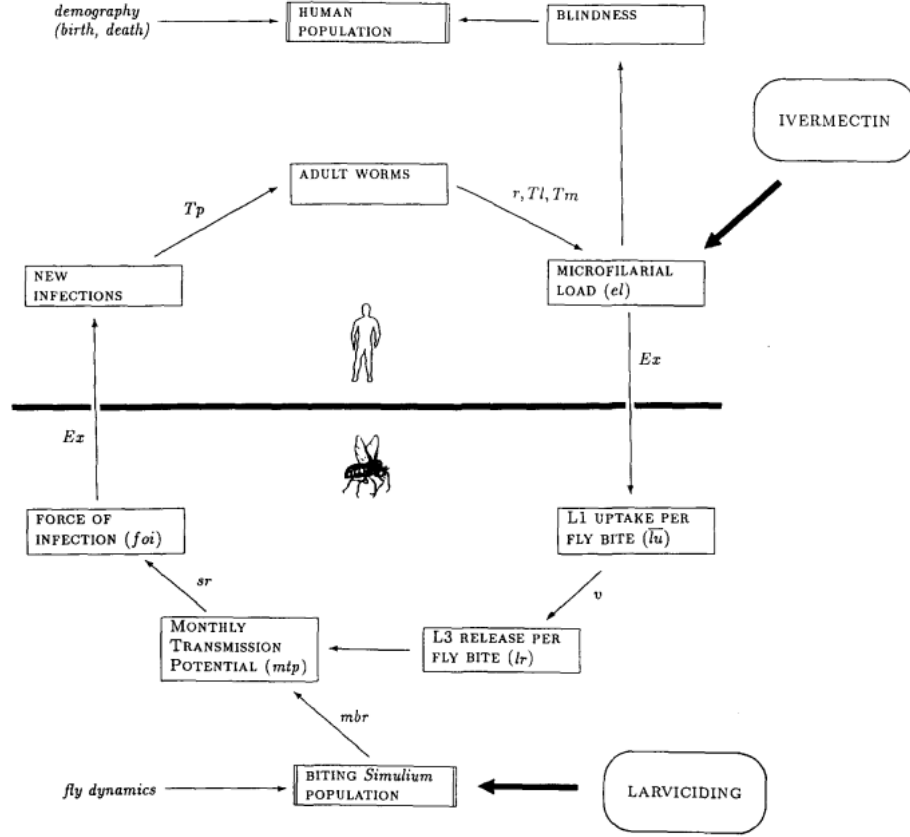 demography
(birth, death)
HUMAN
POPULATION
BLINDNESS
IVERMECTIN
ADULT WORMS
Tp
r, Tl, Tm
NEW
INFECTIONS
MICROFILARIAL
LOAD (el)
Ex
Ex
FORCE OF
INFECTION (foi)
L1 UPTAKE PER
FLY BITE (l̅u̅)
sr
v
MONTHLY
TRANSMISSION
POTENTIAL (mtp)
L3 RELEASE PER
FLY BITE (lr)
mbr
fly dynamics
BITING Simulium
POPULATION
LARVICIDING